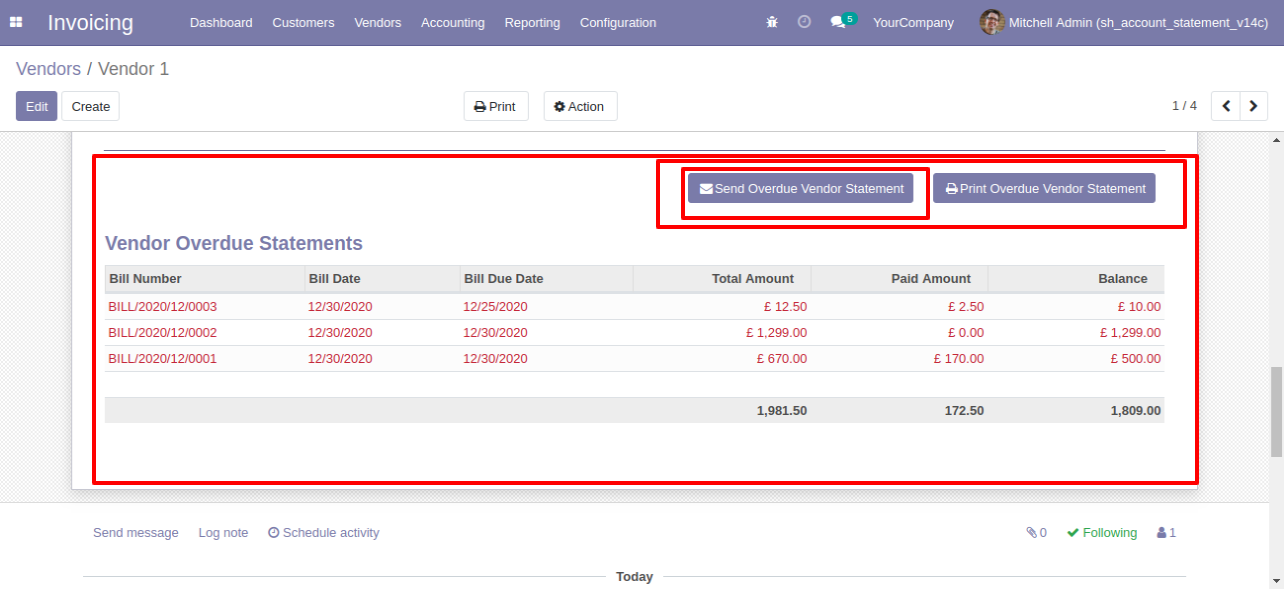 Invoicing Dashboard Customers Vendors Accounting Reporting Configuration 5 YourCompany Mitchell Admin (sh_account_statement_v14c)
Vendors / Vendor 1
Edit Create Print Action 1 / 4
Send Overdue Vendor Statement Print Overdue Vendor Statement
Vendor Overdue Statements
Bill Number Bill Date Bill Due Date Total Amount Paid Amount Balance
BILL/2020/12/0003 12/30/2020 12/25/2020 £ 12.50 £ 2.50 £ 10.00
BILL/2020/12/0002 12/30/2020 12/30/2020 £ 1,299.00 £ 0.00 £ 1,299.00
BILL/2020/12/0001 12/30/2020 12/30/2020 £ 670.00 £ 170.00 £ 500.00
1,981.50 172.50 1,809.00
Send message Log note Schedule activity 0 Following 1
Today